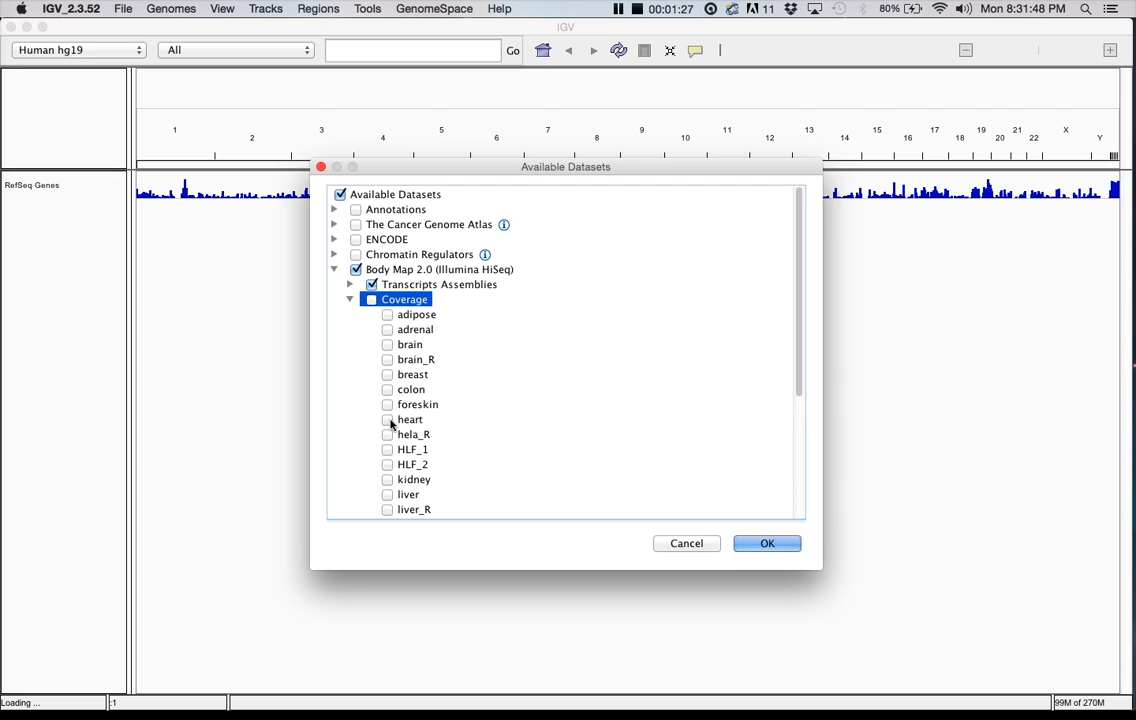 IGV_2.3.52 File Genomes View Tracks Regions Tools GenomeSpace Help 00:01:27 11 80% Mon 8:31:48 PM
IGV
Human hg19 All Go
1 2 3 4 5 6 7 8 9 10 11 12 13 14 15 16 17 18 19 20 21 22 X Y
Available Datasets
RefSeq Genes
Available Datasets
Annotations
The Cancer Genome Atlas
ENCODE
Chromatin Regulators
Body Map 2.0 (Illumina HiSeq)
Transcripts Assemblies
Coverage
adipose
adrenal
brain
brain_R
breast
colon
foreskin
heart
hela_R
HLF_1
HLF_2
kidney
liver
liver_R
Cancel OK
Loading ... :1 99M of 270M